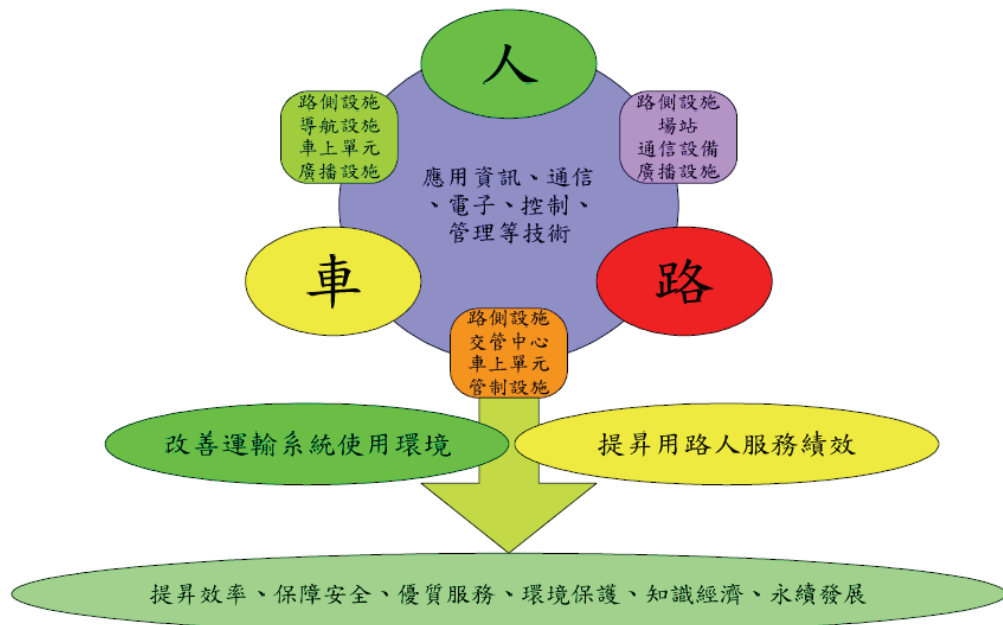 人
路側設施
導航設施
車上單元
廣播設施
路側設施
場站
通信設備
廣播設施
應用資訊、通信
、電子、控制、
管理等技術
車
路
路側設施
交管中心
車上單元
管制設施
改善運輸系統使用環境
提昇用路人服務績效
提昇效率、保障安全、優質服務、環境保護、知識經濟、永續發展